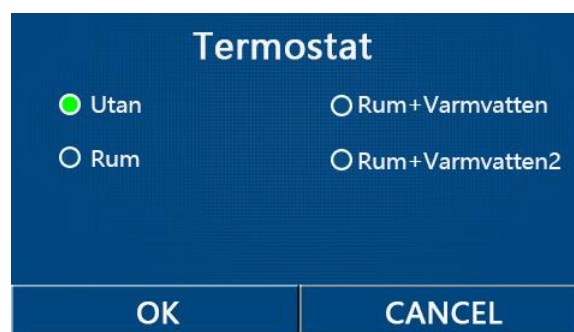 Termostat
Utan
Rum+Varmvatten
Rum
Rum+Varmvatten2
OK
CANCEL